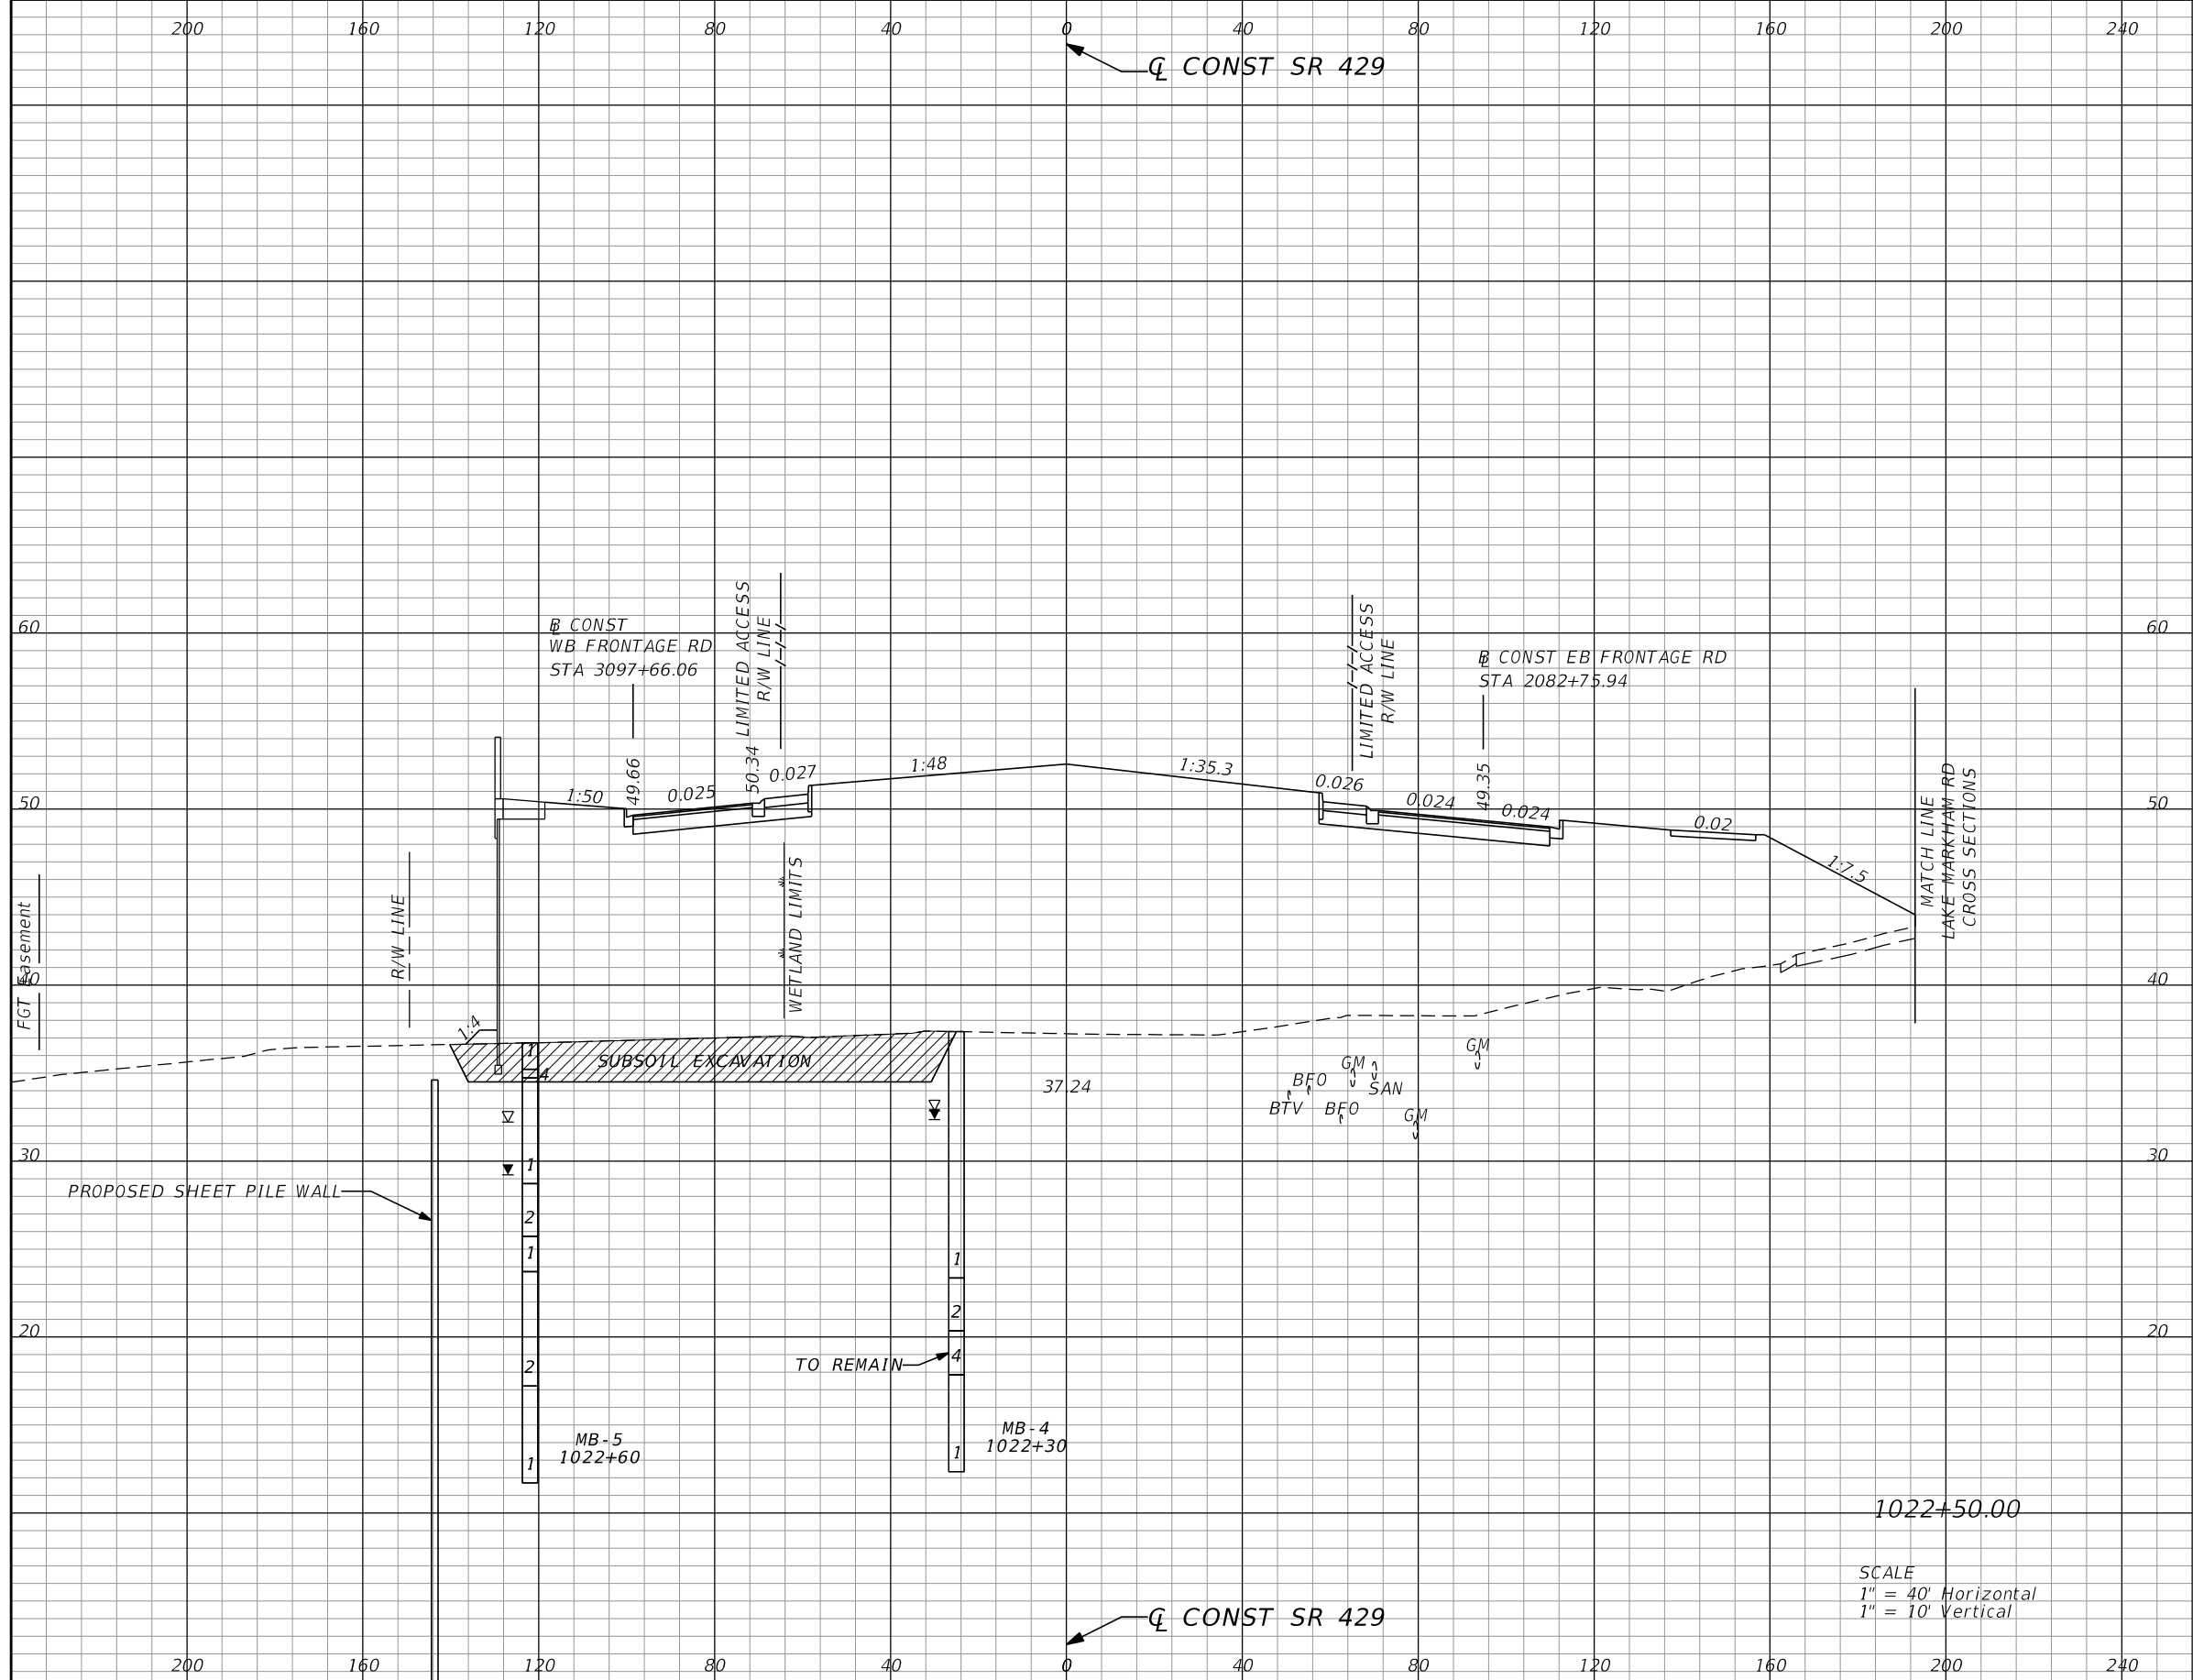 200 160 120 80 40 0 40 80 120 160 200 240
℄ CONST SR 429
60 60
LIMITED ACCESS
R/W LINE
B CONST
WB FRONTAGE RD
STA 3097+66.06
LIMITED ACCESS
R/W LINE
B CONST EB FRONTAGE RD
STA 2082+75.94
50 50
1:50
49.66
0.025
50.34
0.027
1:48
1:35.3
0.026
0.024
49.35
0.024
0.02
1:7.5
MATCH LINE
LAKE MARKHAM RD
CROSS SECTIONS
FGT Easement
R/W LINE
WETLAND LIMITS
40 40
1:4
SUBSOIL EXCAVATION
1
4
37.24
BTV
BFO
BFO
GM
SAN
GM
GM
30 30
1
PROPOSED SHEET PILE WALL
2
1
1
2
20 20
TO REMAIN
4
2
MB-5
1022+60
MB-4
1022+30
1
1
1022+50.00
SCALE
1" = 40' Horizontal
1" = 10' Vertical
℄ CONST SR 429
200 160 120 80 40 0 40 80 120 160 200 240